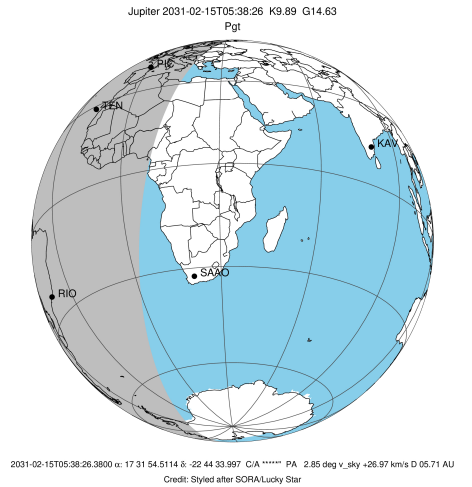 Jupiter 2031-02-15T05:38:26 K9.89 G14.63
Pgt
PIC
TEN
KAV
SAAO
RIO
2031-02-15T05:38:26.3800 α: 17 31 54.5114 δ: -22 44 33.997 C/A *****" PA 2.85 deg v_sky +26.97 km/s D 05.71 AU
Credit: Styled after SORA/Lucky Star